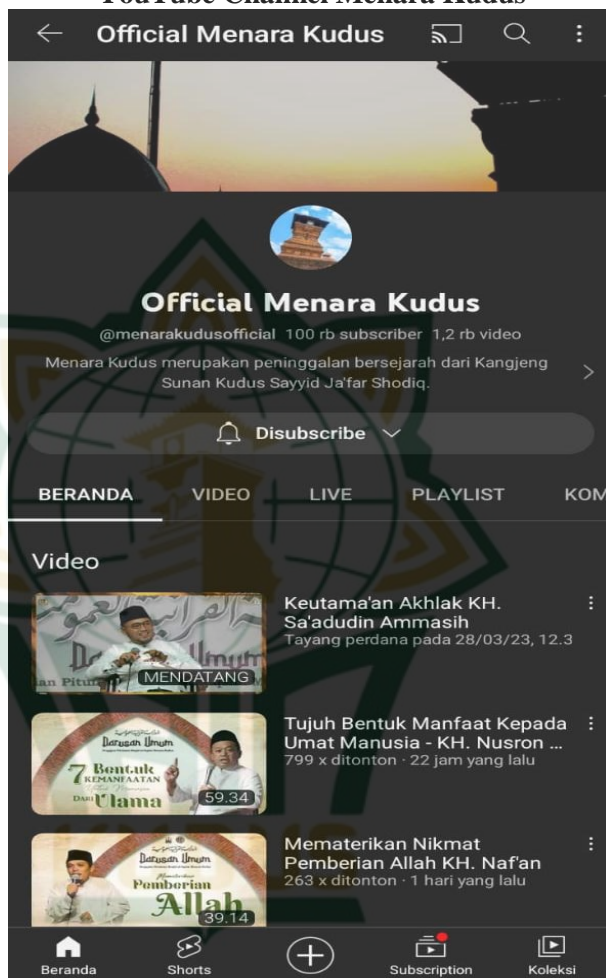 YouTube Channel Menara Kudus
Official Menara Kudus
Official Menara Kudus
@menarakudusofficial 100 rb subscriber 1,2 rb video
Menara Kudus merupakan peninggalan bersejarah dari Kangjeng
Sunan Kudus Sayyid Ja'far Shodiq.
Disubscribe
BERANDA VIDEO LIVE PLAYLIST KOM
Video
Umum
MENDATANG
Keutama'an Akhlak KH.
Sa'adudin Ammasih
Tayang perdana pada 28/03/23, 12.3
Darusan Umum
7 Bentuk
KEMANFAATAN
DARI Ulama
59.34
Tujuh Bentuk Manfaat Kepada
Umat Manusia - KH. Nusron ...
799 x ditonton · 22 jam yang lalu
Darusan Umum
Mematerikan
Pemberian
Allah
39.14
Mematerikan Nikmat
Pemberian Allah KH. Naf'an
263 x ditonton · 1 hari yang lalu
Beranda Shorts Subscription Koleksi